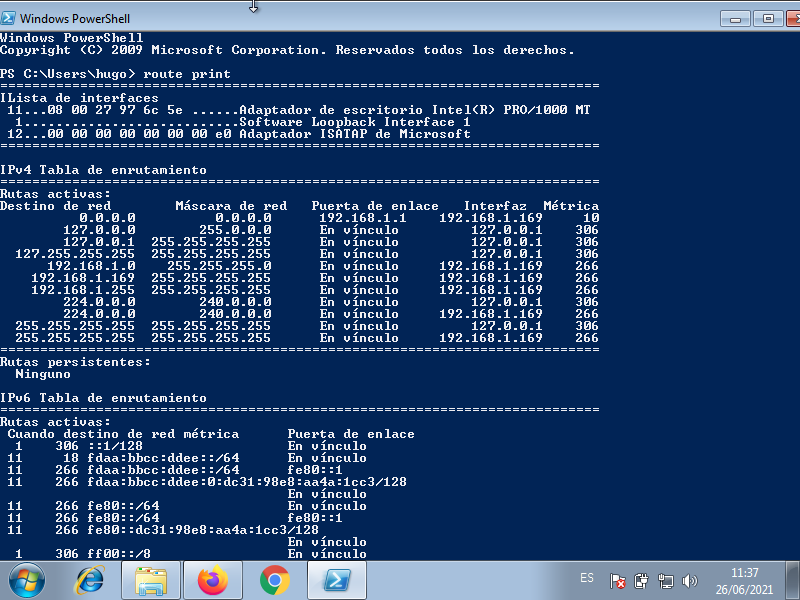 Windows PowerShell
Windows PowerShell
Copyright (C) 2009 Microsoft Corporation. Reservados todos los derechos.
PS C:\Users\hugo> route print
===========================================================================
ILista de interfaces
11...08 00 27 97 6c 5e ......Adaptador de escritorio Intel(R) PRO/1000 MT
1...........................Software Loopback Interface 1
12...00 00 00 00 00 00 00 e0 Adaptador ISATAP de Microsoft
===========================================================================
IPv4 Tabla de enrutamiento
===========================================================================
Rutas activas:
Destino de red Máscara de red Puerta de enlace Interfaz Métrica
0.0.0.0 0.0.0.0 192.168.1.1 192.168.1.169 10
127.0.0.0 255.0.0.0 En vínculo 127.0.0.1 306
127.0.0.1 255.255.255.255 En vínculo 127.0.0.1 306
127.255.255.255 255.255.255.255 En vínculo 127.0.0.1 306
192.168.1.0 255.255.255.0 En vínculo 192.168.1.169 266
192.168.1.169 255.255.255.255 En vínculo 192.168.1.169 266
192.168.1.255 255.255.255.255 En vínculo 192.168.1.169 266
224.0.0.0 240.0.0.0 En vínculo 127.0.0.1 306
224.0.0.0 240.0.0.0 En vínculo 192.168.1.169 266
255.255.255.255 255.255.255.255 En vínculo 127.0.0.1 306
255.255.255.255 255.255.255.255 En vínculo 192.168.1.169 266
===========================================================================
Rutas persistentes:
Ninguno
IPv6 Tabla de enrutamiento
===========================================================================
Rutas activas:
Cuando destino de red métrica Puerta de enlace
1 306 ::1/128 En vínculo
11 18 fdaa:bbcc:ddee::/64 En vínculo
11 266 fdaa:bbcc:ddee::/64 fe80::1
11 266 fdaa:bbcc:ddee:0:dc31:98e8:aa4a:1cc3/128
En vínculo
11 266 fe80::/64 En vínculo
11 266 fe80::/64 fe80::1
11 266 fe80::dc31:98e8:aa4a:1cc3/128
En vínculo
1 306 ff00::/8 En vínculo
ES
11:37
26/06/2021